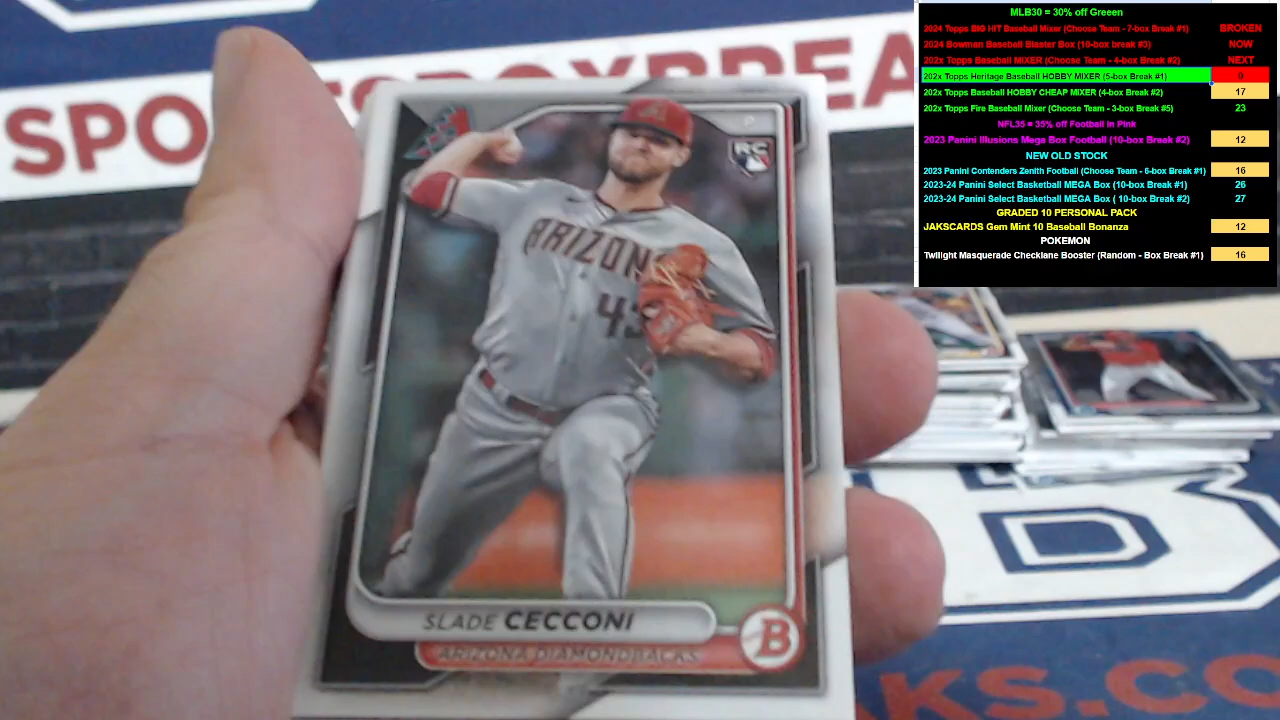 MLB30 = 30% off Greeen
2024 Topps BIG HIT Baseball Mixer (Choose Team - 7-box Break #1) BROKEN
2024 Bowman Baseball Blaster Box (10-box break #3) NOW
202x Topps Baseball MIXER (Choose Team - 4-box Break #2) NEXT
202x Topps Heritage Baseball HOBBY MIXER (5-box Break #1) 0
202x Topps Baseball HOBBY CHEAP MIXER (4-box Break #2) 17
202x Topps Fire Baseball Mixer (Choose Team - 3-box Break #5) 23
NFL35 = 35% off Football in Pink
2023 Panini Illusions Mega Box Football (10-box Break #2) 12
NEW OLD STOCK
2023 Panini Contenders Zenith Football (Choose Team - 6-box Break #1) 16
2023-24 Panini Select Basketball MEGA Box (10-box Break #1) 26
2023-24 Panini Select Basketball MEGA Box ( 10-box Break #2) 27
GRADED 10 PERSONAL PACK
JAKSCARDS Gem Mint 10 Baseball Bonanza 12
POKEMON
Twilight Masquerade Checklane Booster (Random - Box Break #1) 16
SPO BREA
RC
ARIZON
43
SLADE CECCONI
B
ARIZONA DIAMONDBACKS
B
AKS.CO